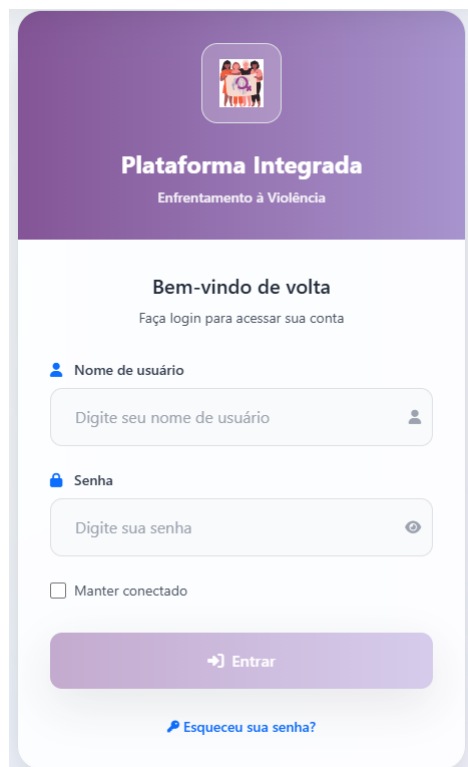 Plataforma Integrada
Enfrentamento à Violência
Bem-vindo de volta
Faça login para acessar sua conta
Nome de usuário
Digite seu nome de usuário
Senha
Digite sua senha
Manter conectado
Entrar
Esqueceu sua senha?